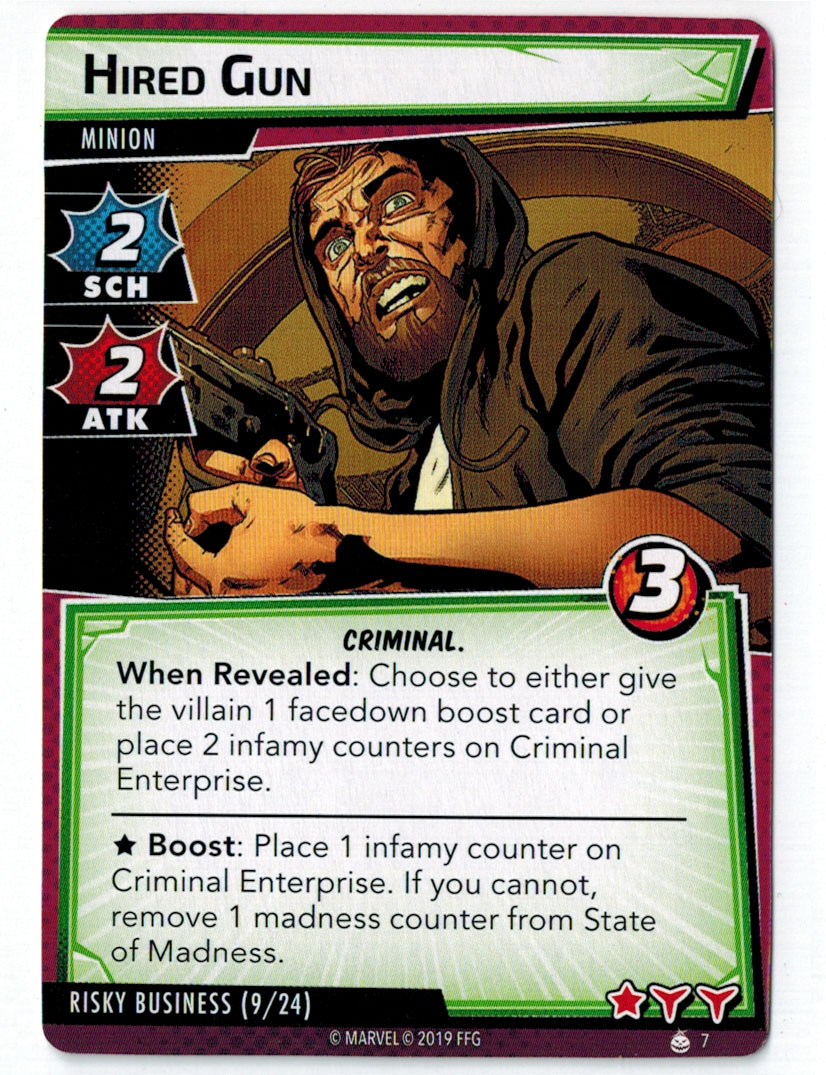 HIRED GUN
MINION
2
SCH
2
ATK
3
CRIMINAL.
When Revealed: Choose to either give
the villain 1 facedown boost card or
place 2 infamy counters on Criminal
Enterprise.
★ Boost: Place 1 infamy counter on
Criminal Enterprise. If you cannot,
remove 1 madness counter from State
of Madness.
RISKY BUSINESS (9/24)
© MARVEL © 2019 FFG
7